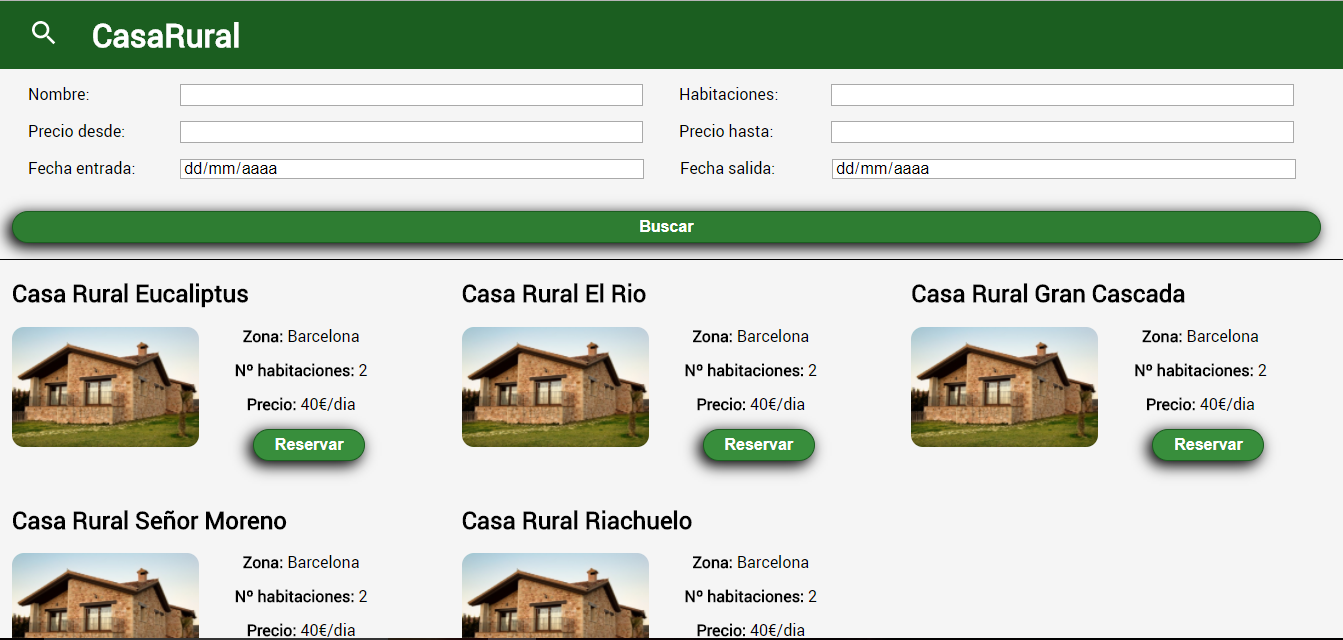 CasaRural
Nombre:
Habitaciones:
Precio desde:
Precio hasta:
Fecha entrada: dd/mm/aaaa
Fecha salida: dd/mm/aaaa
Buscar
Casa Rural Eucaliptus
Zona: Barcelona
Nº habitaciones: 2
Precio: 40€/dia
Reservar
Casa Rural El Rio
Zona: Barcelona
Nº habitaciones: 2
Precio: 40€/dia
Reservar
Casa Rural Gran Cascada
Zona: Barcelona
Nº habitaciones: 2
Precio: 40€/dia
Reservar
Casa Rural Señor Moreno
Zona: Barcelona
Nº habitaciones: 2
Precio: 40€/dia
Casa Rural Riachuelo
Zona: Barcelona
Nº habitaciones: 2
Precio: 40€/dia